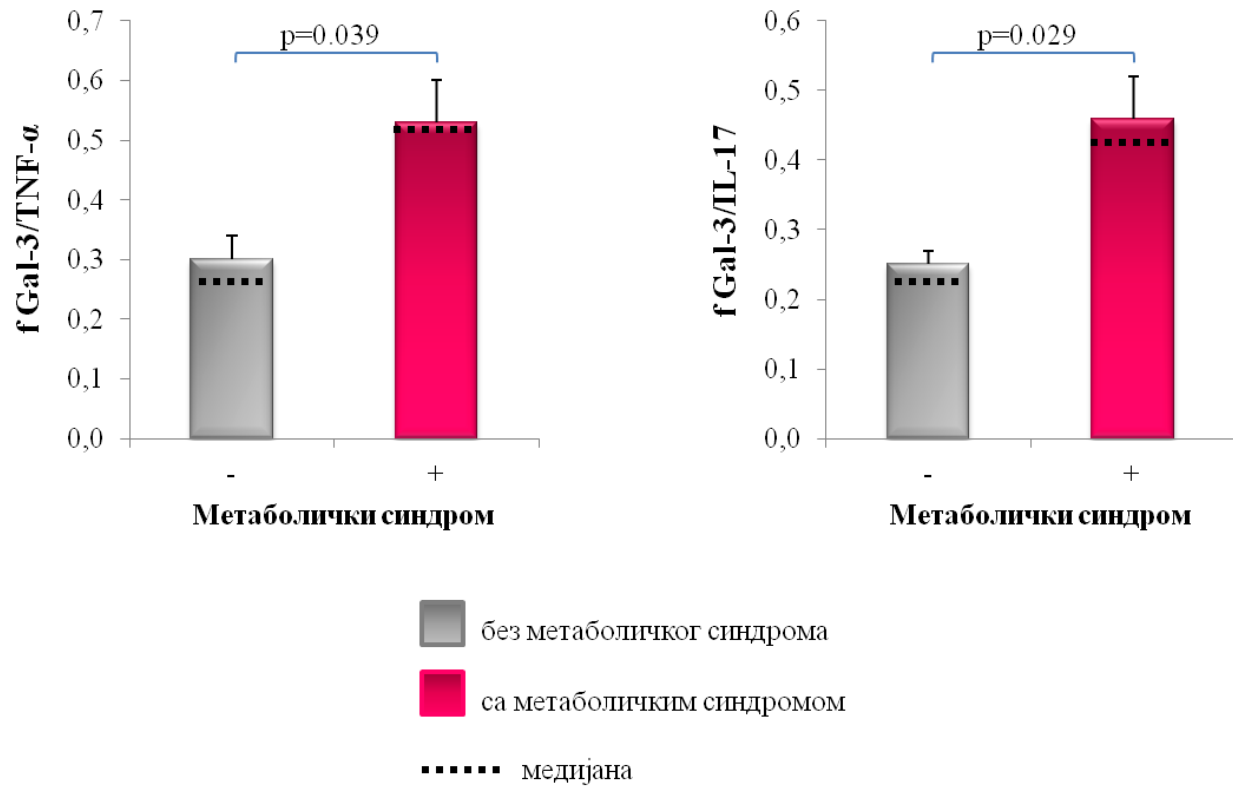 f Gal-3/TNF-α
0,7
0,6
0,5
0,4
0,3
0,2
0,1
0,0
p=0.039
- +
Метаболички синдром
f Gal-3/IL-17
0,6
0,5
0,4
0,3
0,2
0,1
0,0
p=0.029
- +
Метаболички синдром
без метаболичког синдрома
са метаболичким синдромом
медијана